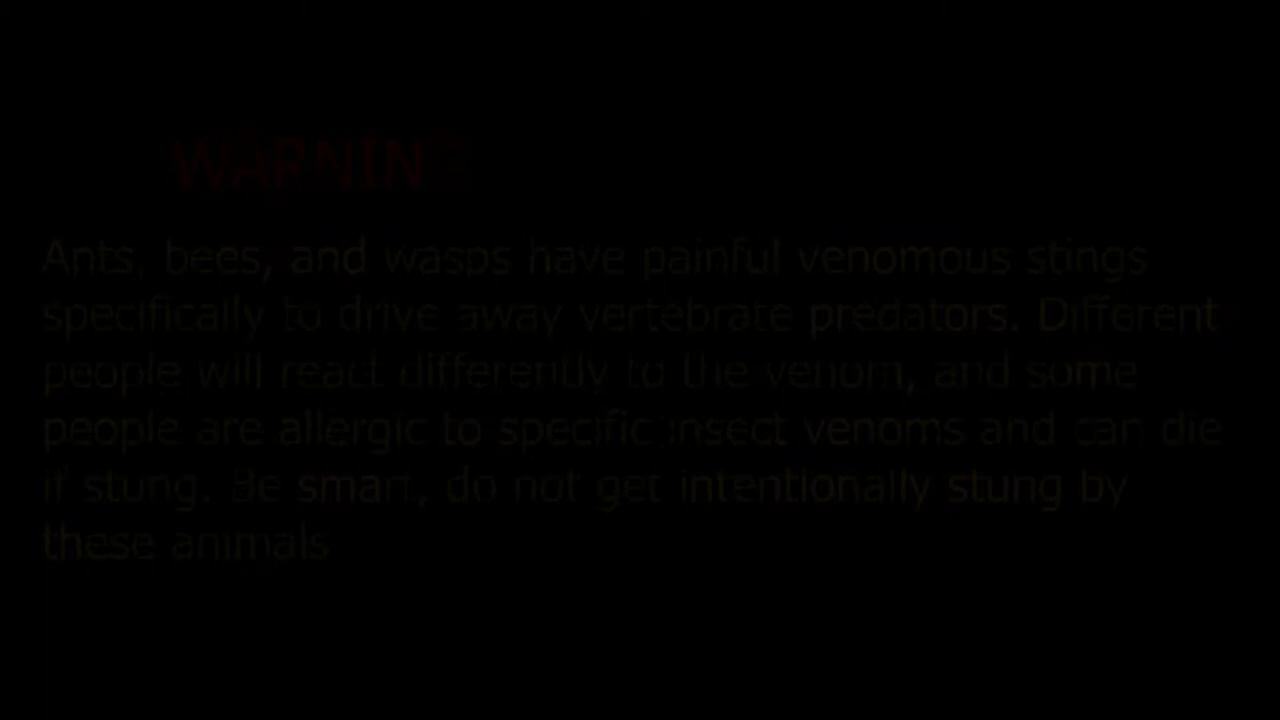 WARNING
Ants, bees, and wasps have painful venomous stings
specifically to drive away vertebrate predators. Different
people will react differently to the venom, and some
people are allergic to specific insect venoms and can die
if stung. Be smart, do not get intentionally stung by
these animals